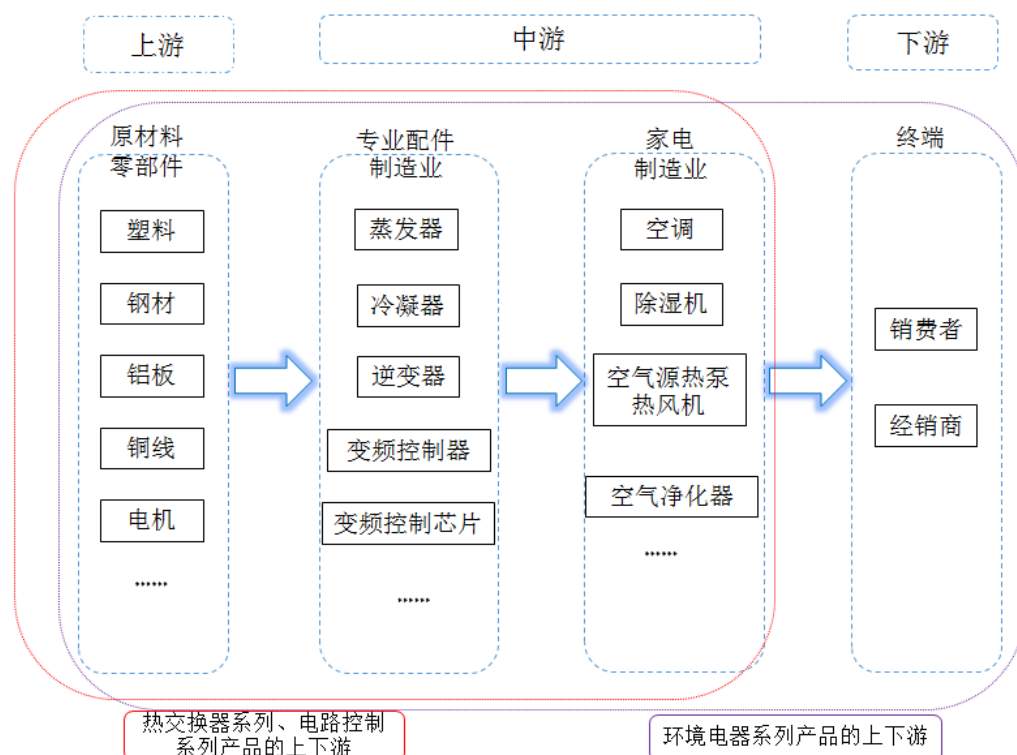 上游
中游
下游
原材料
零部件
塑料
钢材
铝板
铜线
电机
......
专业配件
制造业
蒸发器
冷凝器
逆变器
变频控制器
变频控制芯片
......
家电
制造业
空调
除湿机
空气源热泵
热风机
空气净化器
......
终端
销费者
经销商
热交换器系列、电路控制
系列产品的上下游
环境电器系列产品的上下游